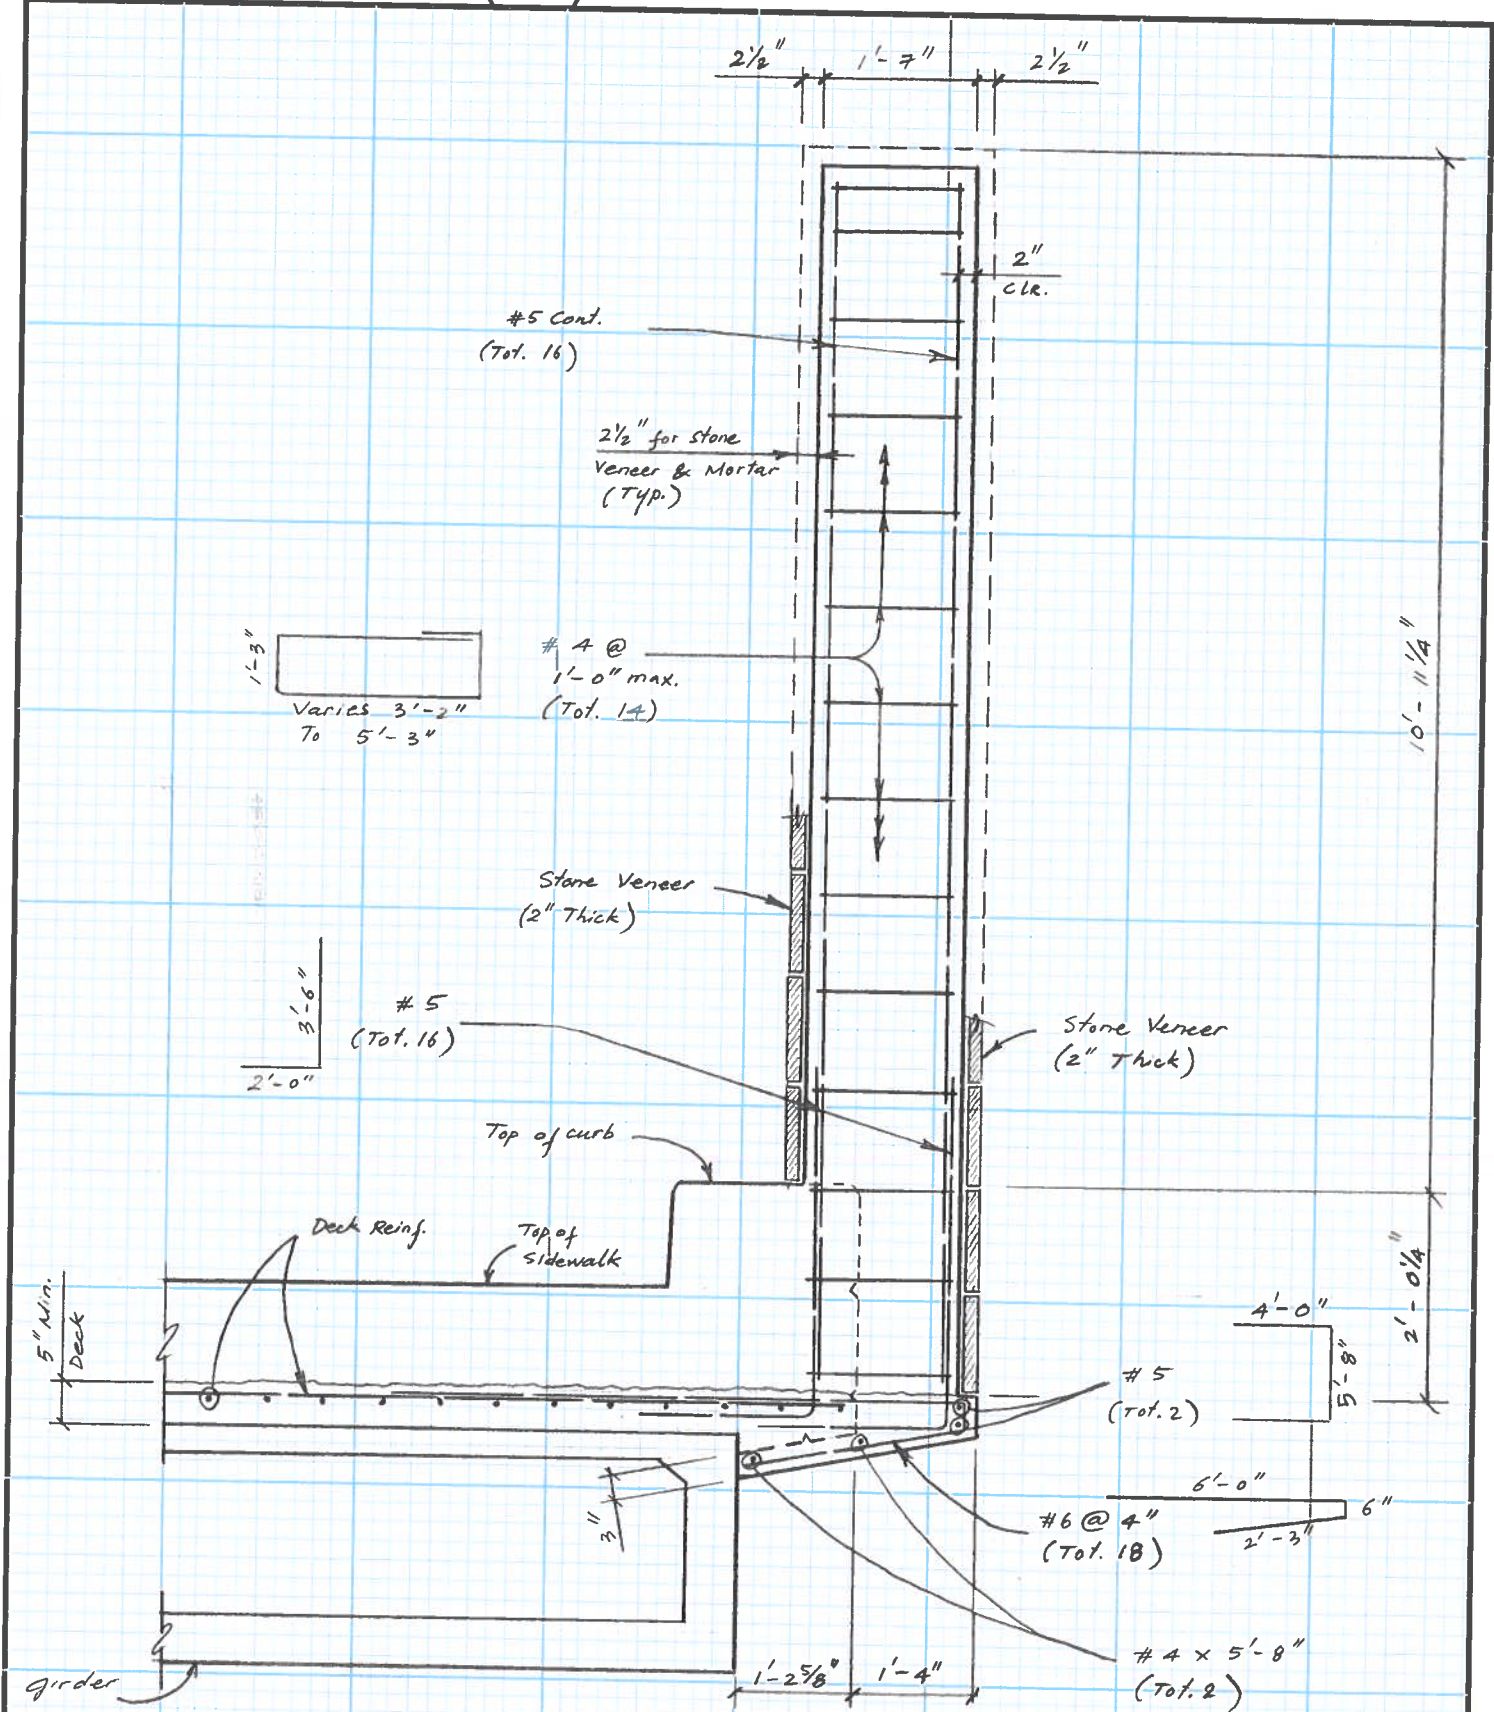 2½" 1'-7" 2½"
2"
CLR.
#5 Cont.
(Tot. 16)
2½" for stone
Veneer & Mortar
(Typ.)
1'-3"
Varies 3'-2"
To 5'-3"
# 4 @
1'-0" max.
(Tot. 14)
10'-11¼"
Stone Veneer
(2" Thick)
3'-6"
2'-0"
# 5
(Tot. 16)
Stone Veneer
(2" Thick)
Top of curb
Deck Reinf.
Top of
Sidewalk
5" Min.
Deck
2'-0¼"
4'-0"
5'-8"
# 5
(Tot. 2)
6'-0"
6"
2'-3"
#6 @ 4"
(Tot. 18)
3"
# 4 x 5'-8"
(Tot. 2)
1'-2⅝" 1'-4"
girder